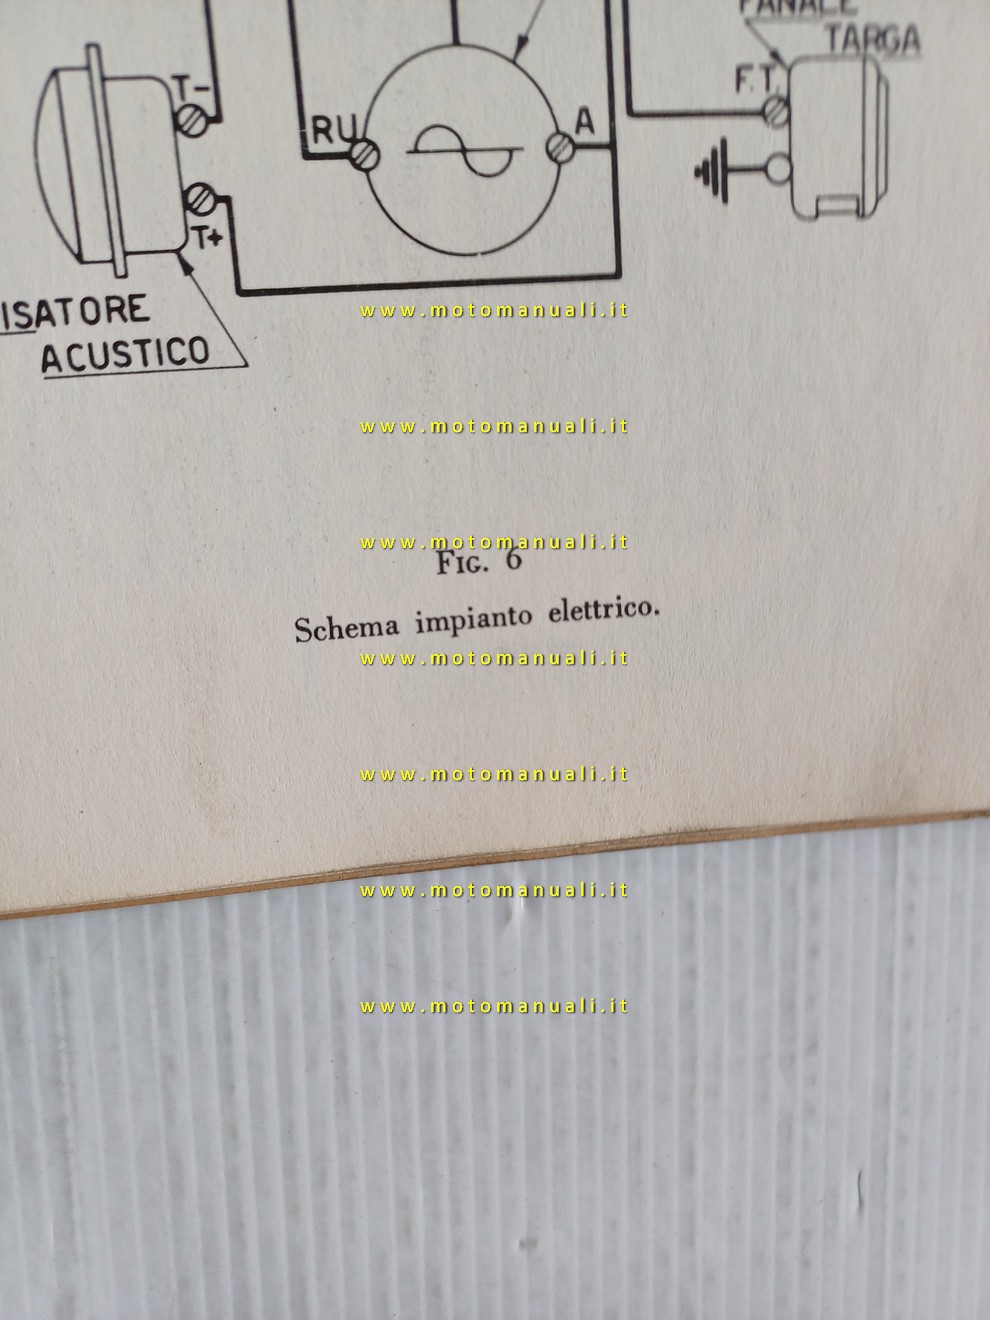 FANALE
TARGA
F.T.
T-
RU
A
T+
ISATORE
ACUSTICO
www.motomanuali.it
www.motomanuali.it
www.motomanuali.it
FIG. 6
Schema impianto elettrico.
www.motomanuali.it
www.motomanuali.it
www.motomanuali.it
www.motomanuali.it